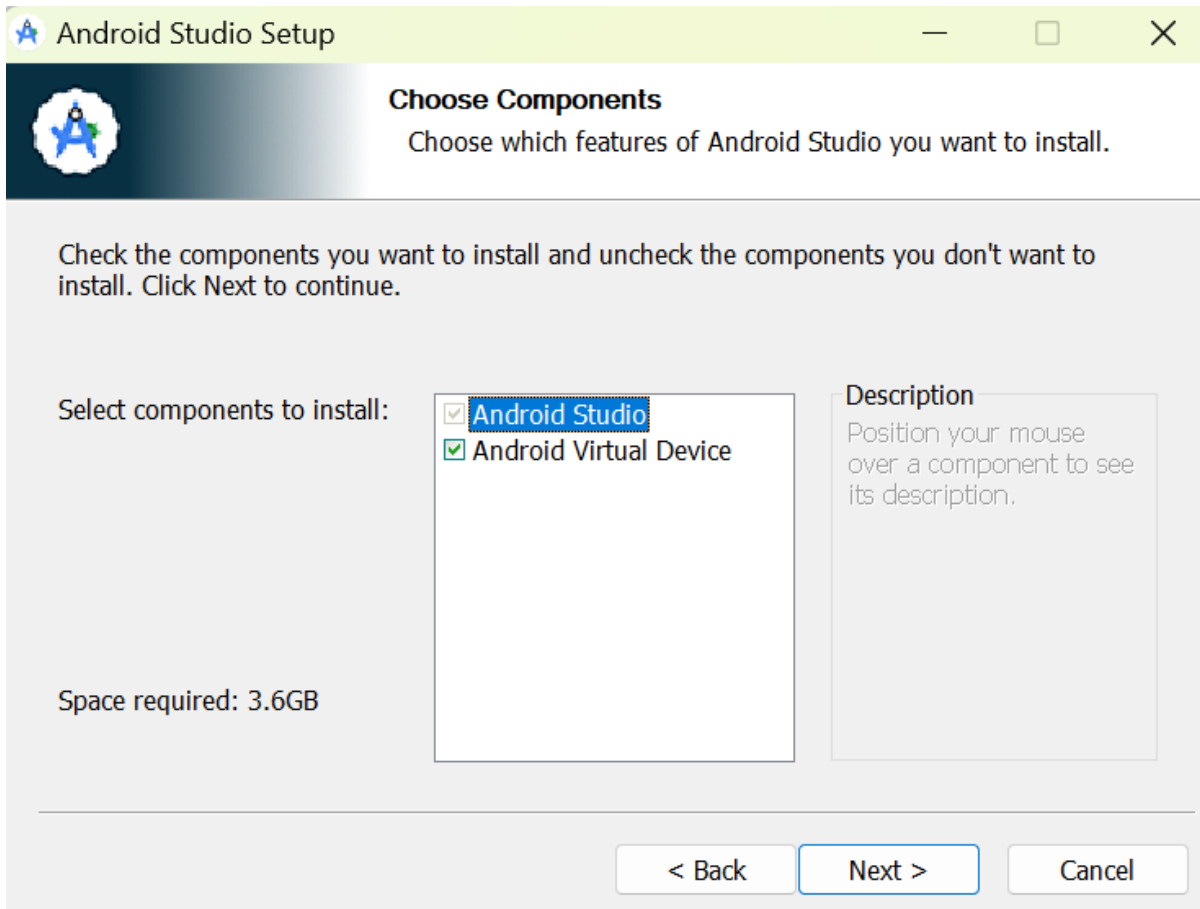 Android Studio Setup
Choose Components
Choose which features of Android Studio you want to install.
Check the components you want to install and uncheck the components you don't want to
install. Click Next to continue.
Select components to install:
Android Studio
Android Virtual Device
Description
Position your mouse
over a component to see
its description.
Space required: 3.6GB
< Back
Next >
Cancel